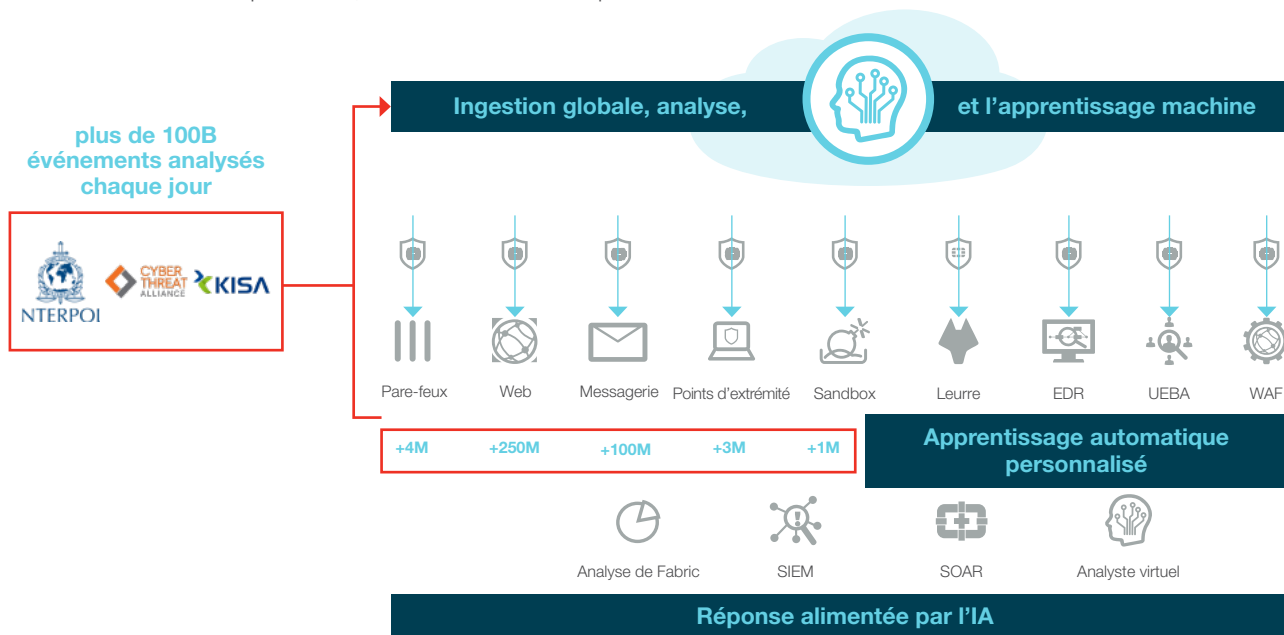 Ingestion globale, analyse, et l'apprentissage machine
plus de 100B
événements analysés
chaque jour
NTERPOL
CYBER
THREAT
ALLIANCE
KISA
Pare-feux Web Messagerie Points d'extrémité Sandbox Leurre EDR UEBA WAF
+4M +250M +100M +3M +1M
Apprentissage automatique
personnalisé
Analyse de Fabric SIEM SOAR Analyste virtuel
Réponse alimentée par l'IA